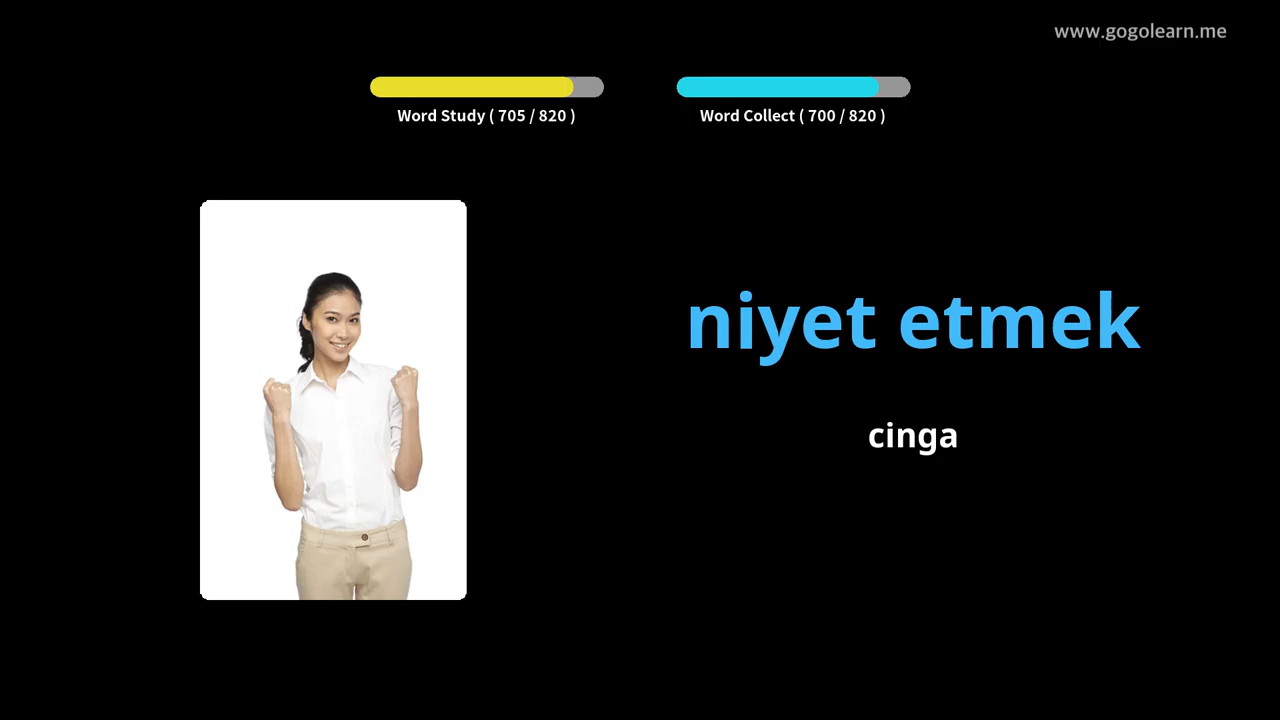 www.gogolearn.me
Word Study ( 705 / 820 )
Word Collect ( 700 / 820 )
niyet etmek
cinga